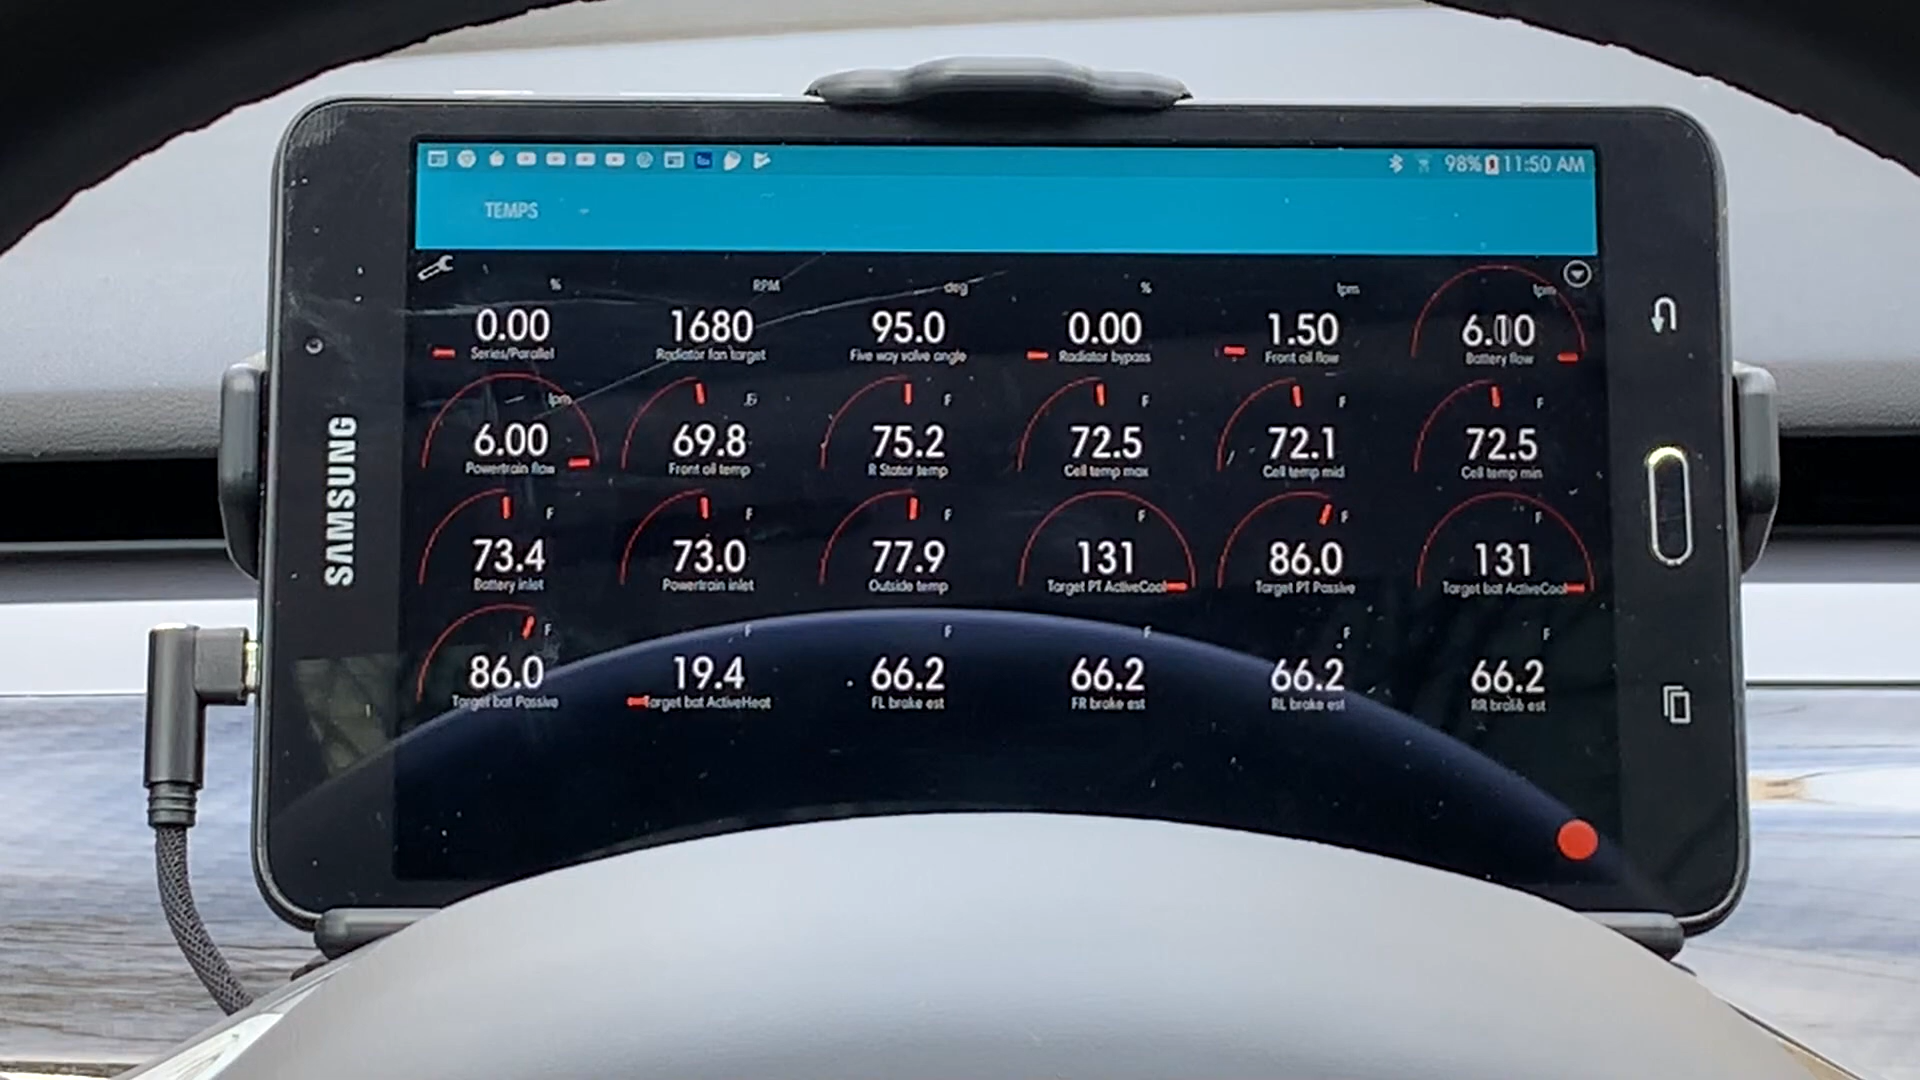 98% 11:50 AM
TEMPS
% RPM deg % lpm lpm
0.00 1680 95.0 0.00 1.50 6.00
Series/Parallel Radiator fan target Five way valve angle Radiator bypass Front oil flow Battery flow
lpm F F F F F
6.00 69.8 75.2 72.5 72.1 72.5
Powertrain flow Front oil temp R Stator temp Cell temp max Cell temp mid Cell temp min
F F F F F F
73.4 73.0 77.9 131 86.0 131
Battery inlet Powertrain inlet Outside temp Target PT ActiveCool Target PT Passive Target bat ActiveCool
F F F F F F
86.0 19.4 66.2 66.2 66.2 66.2
Target bat Passive Target bat ActiveHeat FL brake est FR brake est RL brake est RR brake est
SAMSUNG